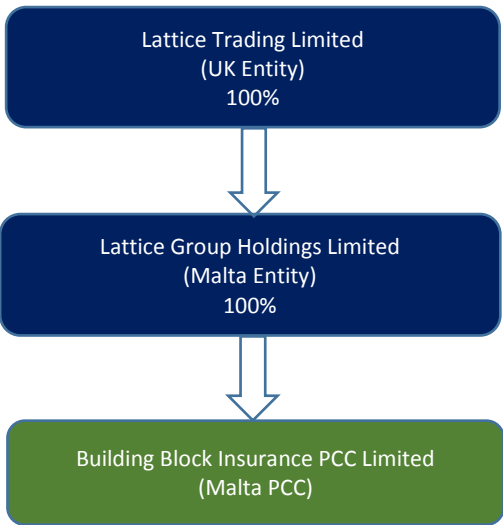 Lattice Trading Limited
(UK Entity)
100%
Lattice Group Holdings Limited
(Malta Entity)
100%
Building Block Insurance PCC Limited
(Malta PCC)